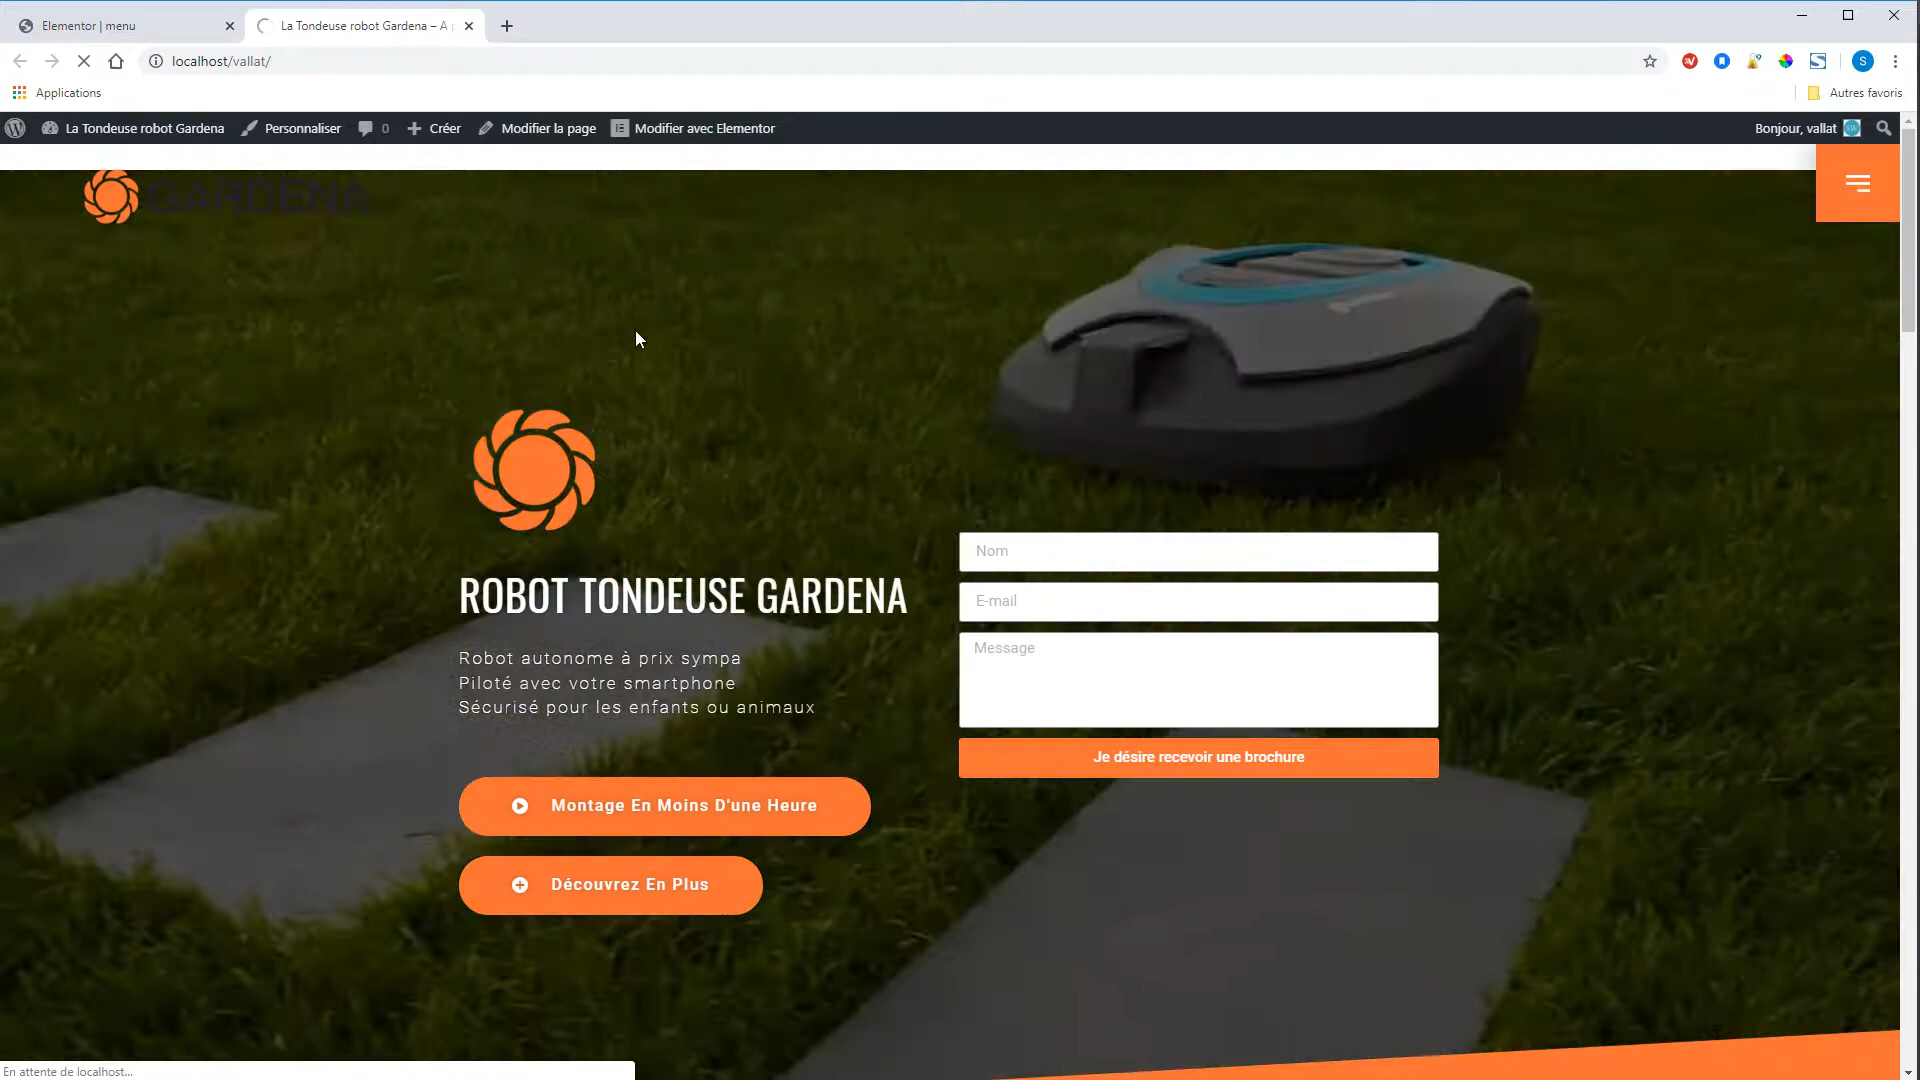 Elementor | menu
La Tondeuse robot Gardena – A
localhost/vallat/
Applications
Autres favoris
La Tondeuse robot Gardena
Personnaliser
0
Créer
Modifier la page
Modifier avec Elementor
Bonjour, vallat
GARDENA
ROBOT TONDEUSE GARDENA
Robot autonome à prix sympa
Piloté avec votre smartphone
Sécurisé pour les enfants ou animaux
Montage En Moins D'une Heure
Découvrez En Plus
Nom
E-mail
Message
Je désire recevoir une brochure
En attente de localhost...